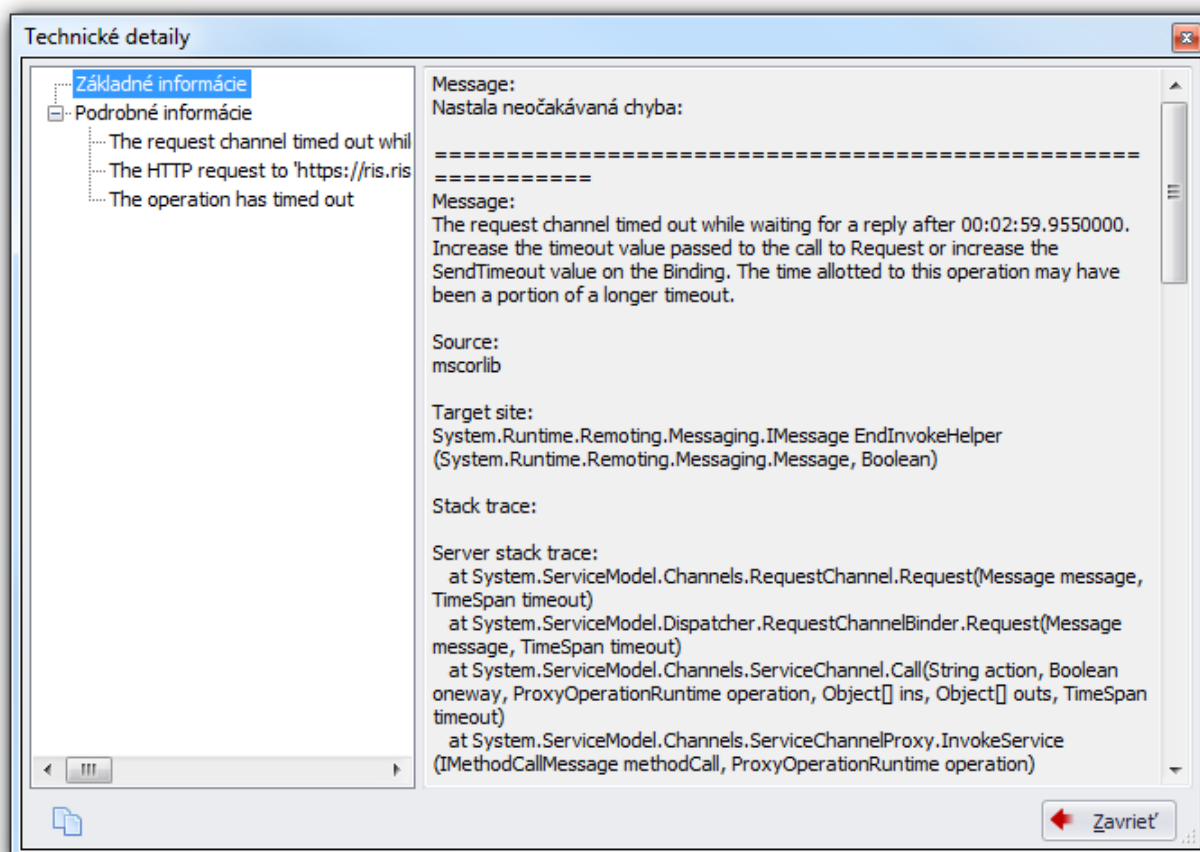 Technické detaily
Základné informácie
Podrobné informácie
The request channel timed out whil
The HTTP request to 'https://ris.ris
The operation has timed out
Message:
Nastala neočakávaná chyba:
=================================================
===========
Message:
The request channel timed out while waiting for a reply after 00:02:59.9550000.
Increase the timeout value passed to the call to Request or increase the
SendTimeout value on the Binding. The time allotted to this operation may have
been a portion of a longer timeout.
Source:
mscorlib
Target site:
System.Runtime.Remoting.Messaging.IMessage EndInvokeHelper
(System.Runtime.Remoting.Messaging.Message, Boolean)
Stack trace:
Server stack trace:
at System.ServiceModel.Channels.RequestChannel.Request(Message message,
TimeSpan timeout)
at System.ServiceModel.Dispatcher.RequestChannelBinder.Request(Message
message, TimeSpan timeout)
at System.ServiceModel.Channels.ServiceChannel.Call(String action, Boolean
oneway, ProxyOperationRuntime operation, Object[] ins, Object[] outs, TimeSpan
timeout)
at System.ServiceModel.Channels.ServiceChannelProxy.InvokeService
(IMethodCallMessage methodCall, ProxyOperationRuntime operation)
Zavrieť